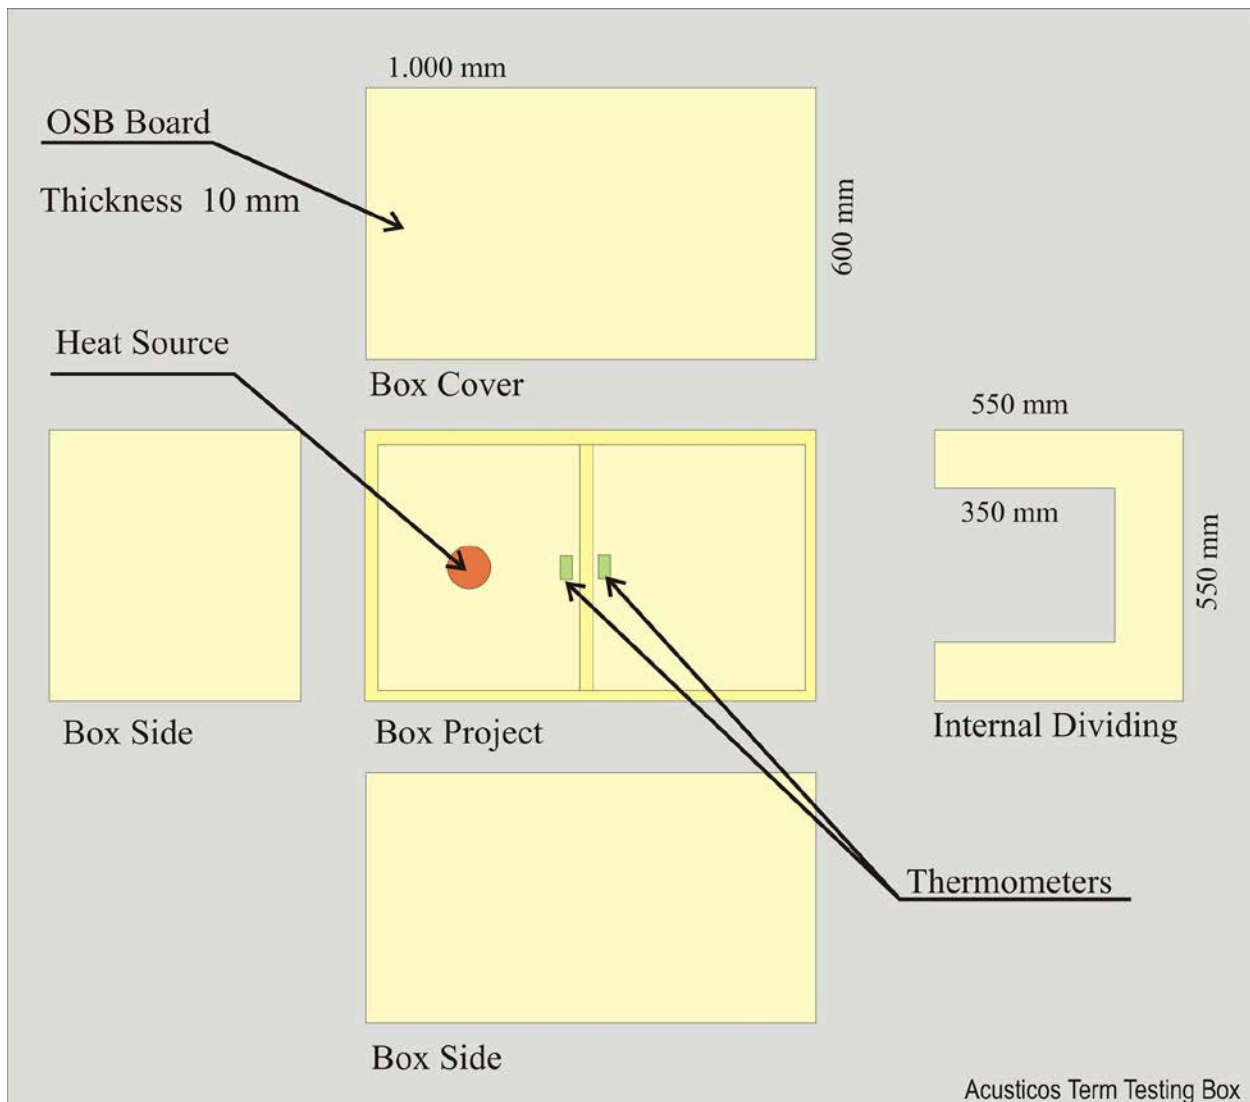 1.000 mm
OSB Board
Thickness 10 mm
600 mm
Heat Source
Box Cover
550 mm
350 mm
550 mm
Box Side
Box Project
Internal Dividing
Thermometers
Box Side
Acusticos Term Testing Box